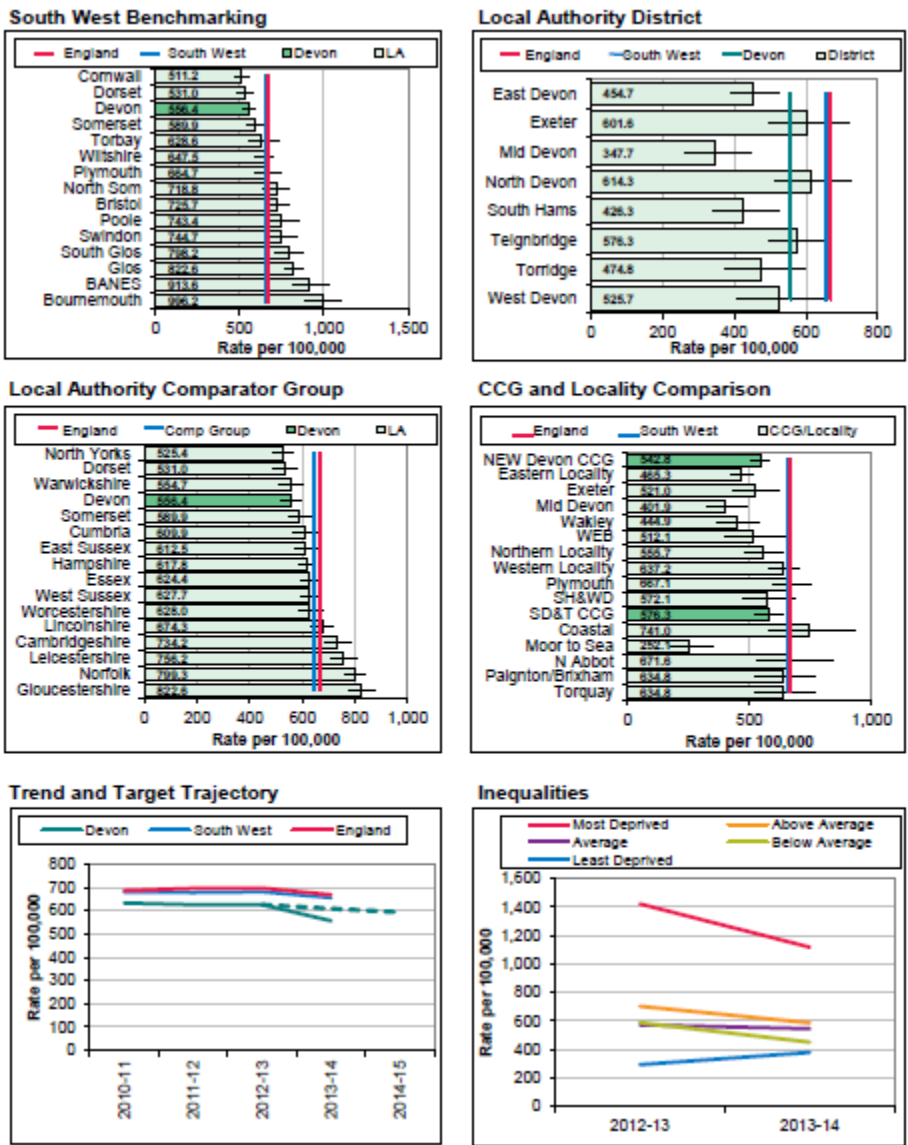 South West Benchmarking
England South West Devon LA
Cornwall 511.2
Dorset 531.0
Devon 556.4
Somerset 589.9
Torbay 628.6
Wiltshire 647.5
Plymouth 664.7
North Som 718.8
Bristol 725.7
Poole 743.4
Swindon 744.7
South Glos 798.2
Glos 822.6
BANES 913.6
Bournemouth 996.2
0 500 1,000 1,500
Rate per 100,000
Local Authority District
England South West Devon District
East Devon 454.7
Exeter 601.6
Mid Devon 347.7
North Devon 614.3
South Hams 426.3
Teignbridge 576.3
Torridge 474.8
West Devon 525.7
0 200 400 600 800
Rate per 100,000
Local Authority Comparator Group
England Comp Group Devon LA
North Yorks 525.4
Dorset 531.0
Warwickshire 554.7
Devon 556.4
Somerset 589.9
Cumbria 609.9
East Sussex 612.5
Hampshire 617.8
Essex 624.4
West Sussex 627.7
Worcestershire 628.0
Lincolnshire 674.3
Cambridgeshire 734.2
Leicestershire 756.2
Norfolk 799.3
Gloucestershire 822.6
0 200 400 600 800 1,000
Rate per 100,000
CCG and Locality Comparison
England South West CCG/Locality
NEW Devon CCG 542.8
Eastern Locality 465.3
Exeter 521.0
Mid Devon 401.9
Wakley 444.9
WEB 512.1
Northern Locality 555.7
Western Locality 637.2
Plymouth 667.1
SH&WD 572.1
SD&T CCG 576.3
Coastal 741.0
Moor to Sea 252.1
N Abbot 671.6
Paignton/Brixham 634.8
Torquay 634.8
0 500 1,000
Rate per 100,000
Trend and Target Trajectory
Devon South West England
800
700
600
500
400
300
200
100
0
Rate per 100,000
2010-11 2011-12 2012-13 2013-14 2014-15
Inequalities
Most Deprived Above Average
Average Below Average
Least Deprived
1,600
1,400
1,200
1,000
800
600
400
200
0
Rate per 100,000
2012-13 2013-14